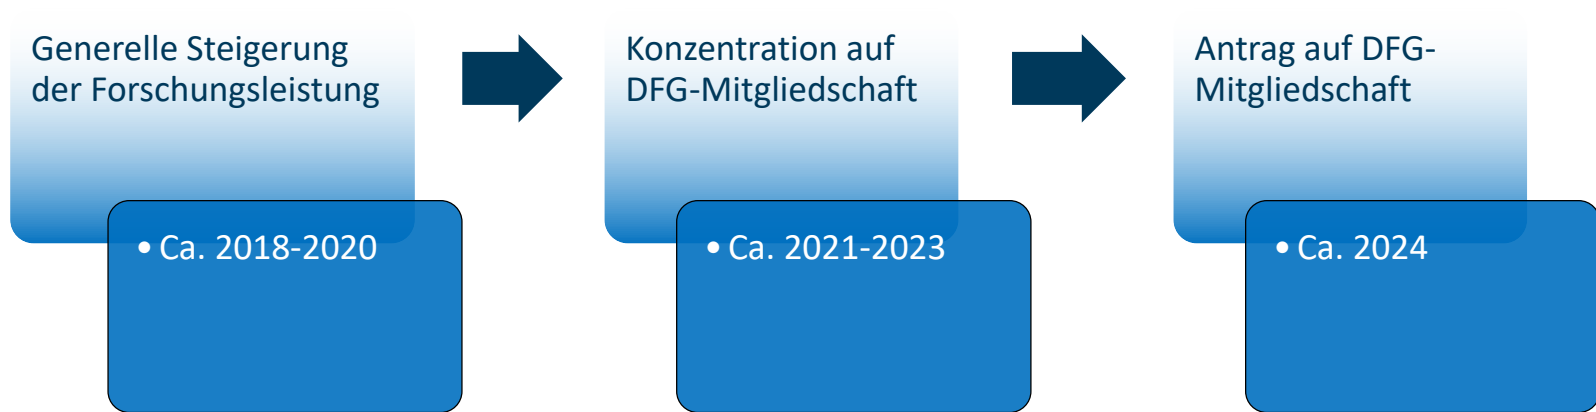 Generelle Steigerung
der Forschungsleistung
• Ca. 2018-2020
Konzentration auf
DFG-Mitgliedschaft
• Ca. 2021-2023
Antrag auf DFG-
Mitgliedschaft
• Ca. 2024